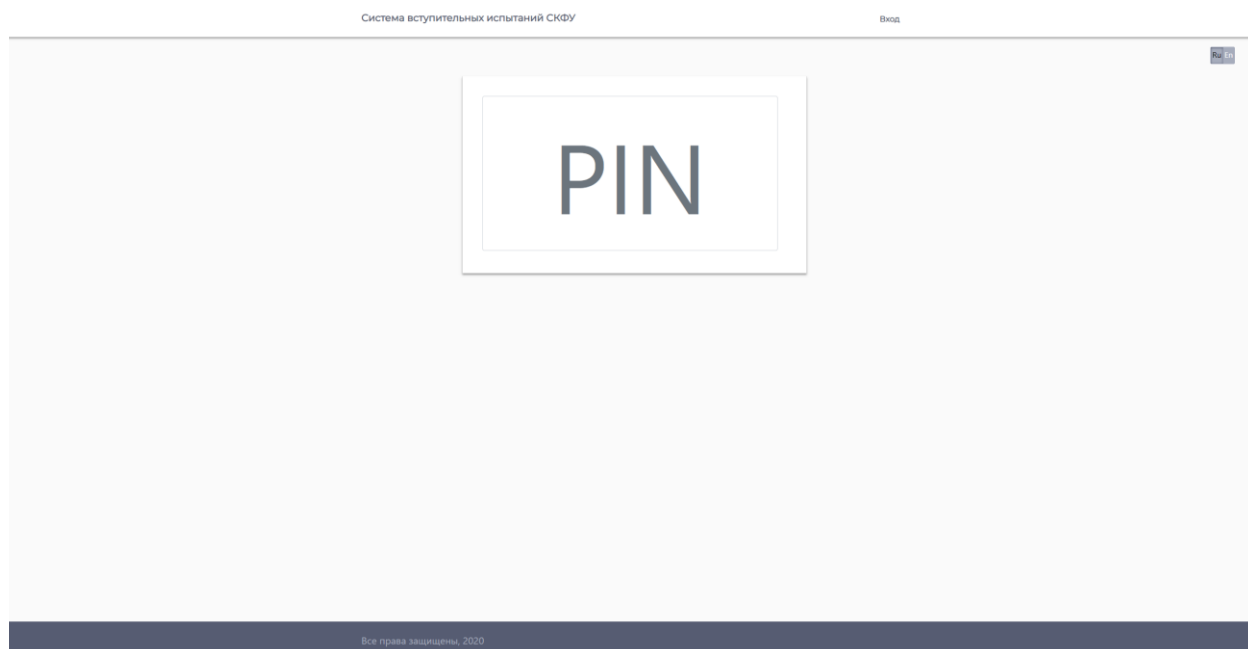 Система вступительных испытаний СКФУ
Вход
Ru En
PIN
Все права защищены, 2020